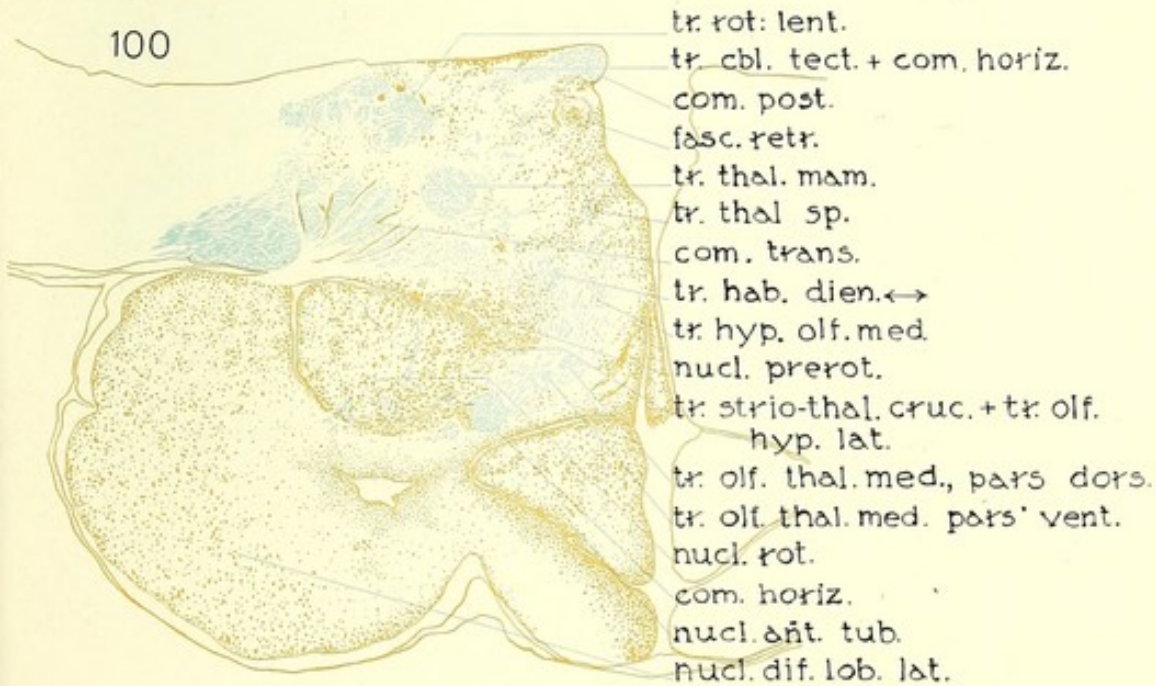 100
tr. rot: lent.
tr. cbl. tect. + com. horiz.
com. post.
fasc. retr.
tr. thal. mam.
tr. thal sp.
com. trans.
tr. hab. dien.↔
tr. hyp. olf. med.
nucl. prerot.
tr. strio-thal. cruc. + tr. olf.
hyp. lat.
tr. olf. thal. med., pars dors.
tr. olf. thal. med. pars' vent.
nucl. rot.
com. horiz.
nucl. ant. tub.
nucl. dif. lob. lat.